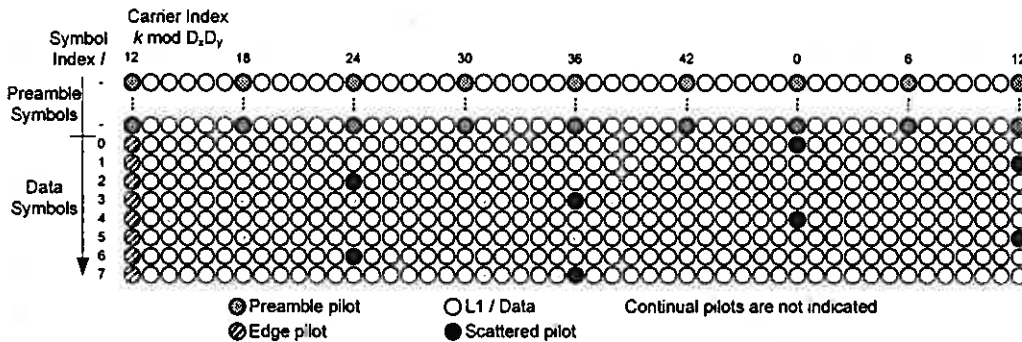 Carrier Index
k mod DxDy
Symbol
Index l
12 18 24 30 36 42 0 6 12
Preamble
Symbols
-
-
Data
Symbols
0
1
2
3
4
5
6
7
Preamble pilot
L1 / Data
Continual pilots are not indicated
Edge pilot
Scattered pilot